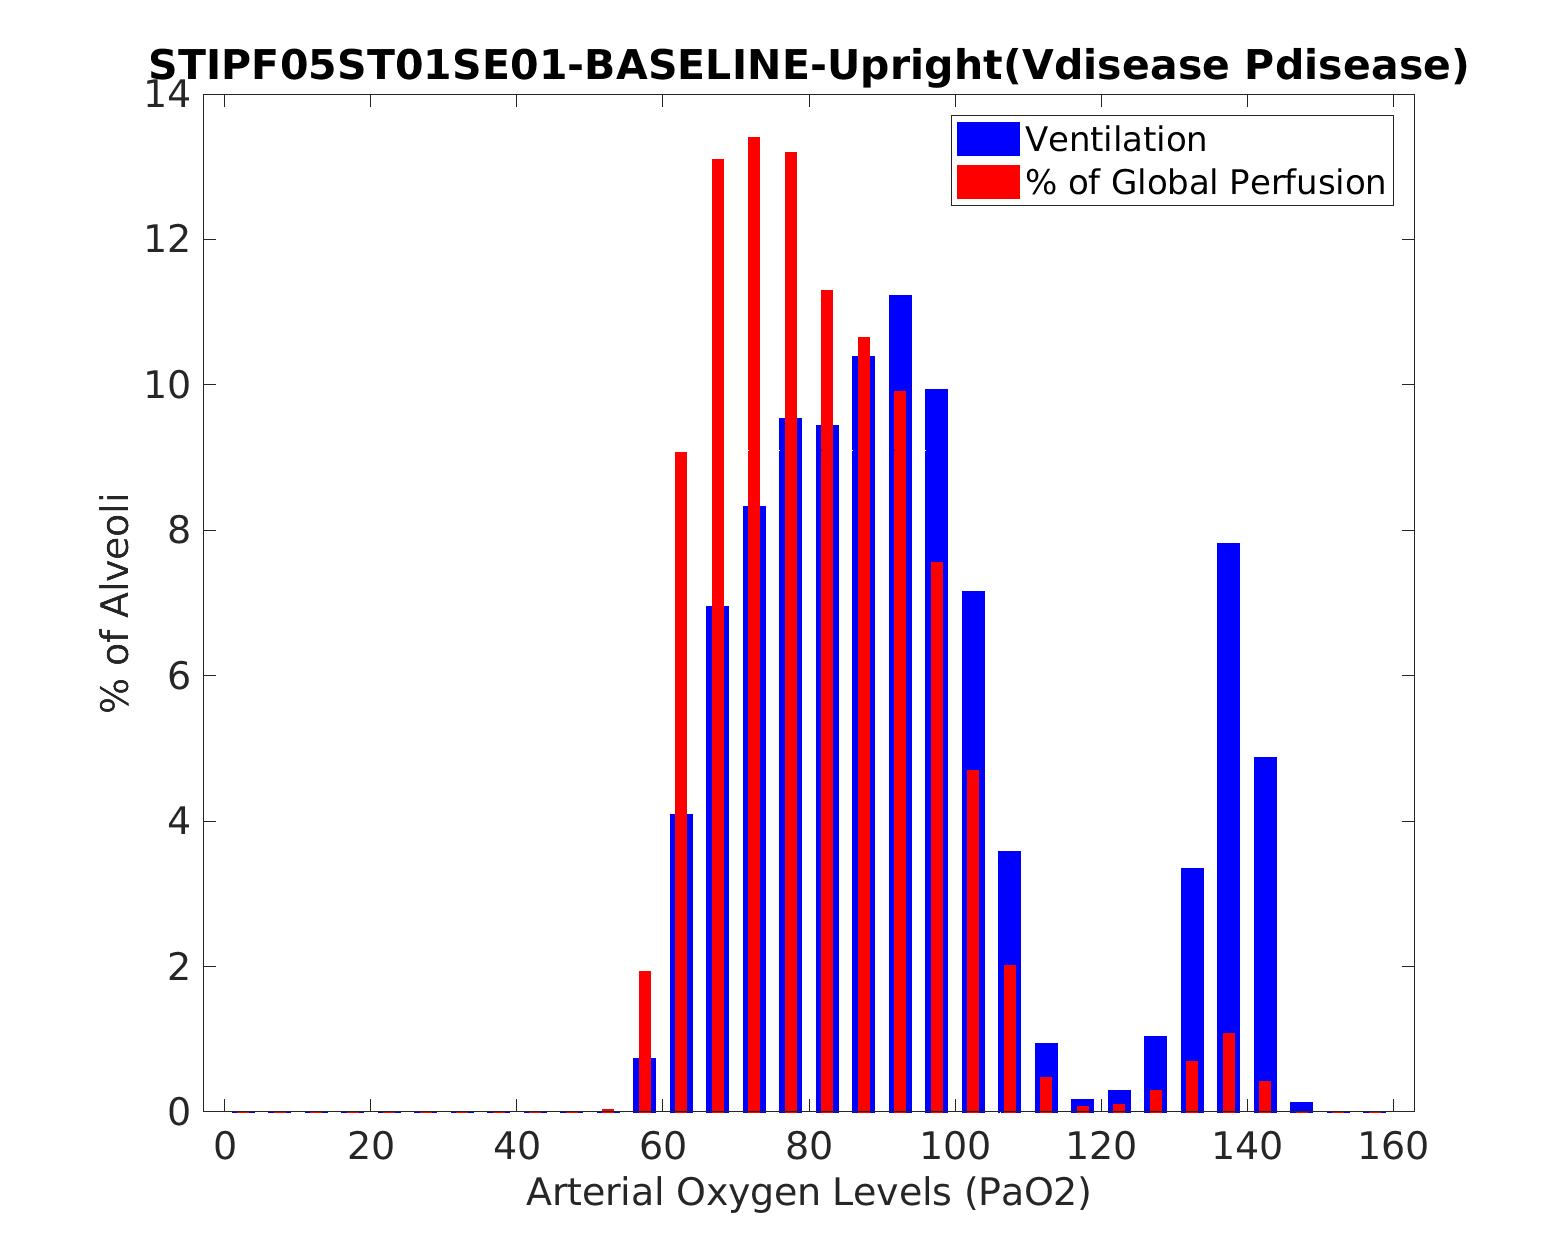 STIPF05ST01SE01-BASELINE-Upright(Vdisease Pdisease)
14
12
10
8
6
4
2
0
% of Alveoli
Ventilation
% of Global Perfusion
0 20 40 60 80 100 120 140 160
Arterial Oxygen Levels (PaO2)